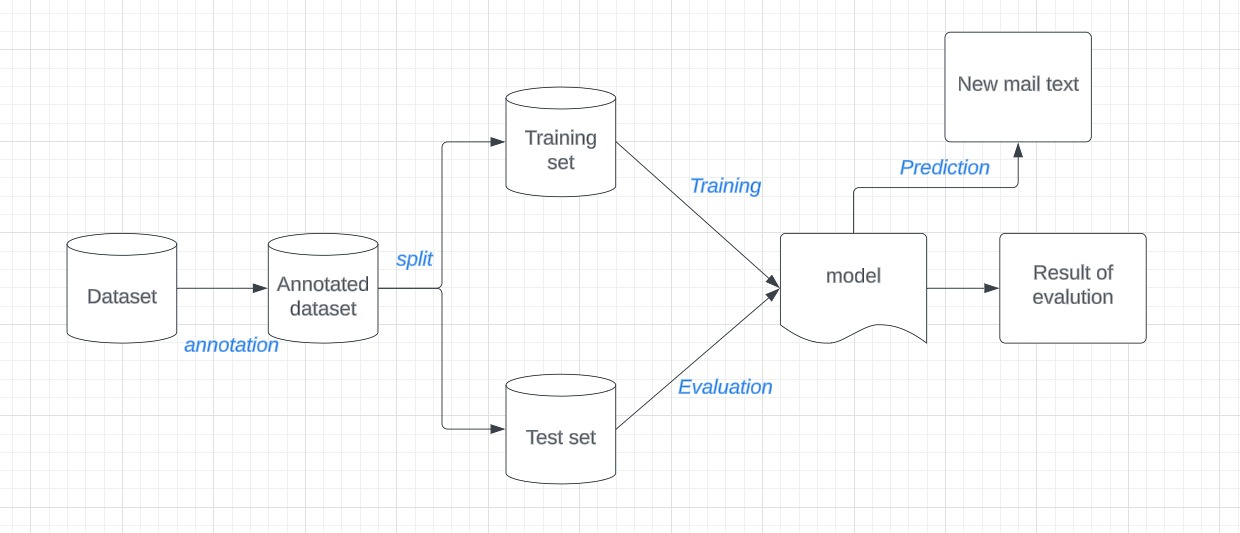 New mail text
Prediction
Training
set
Training
split
Dataset
annotation
Annotated
dataset
model
Result of
evalution
Evaluation
Test set